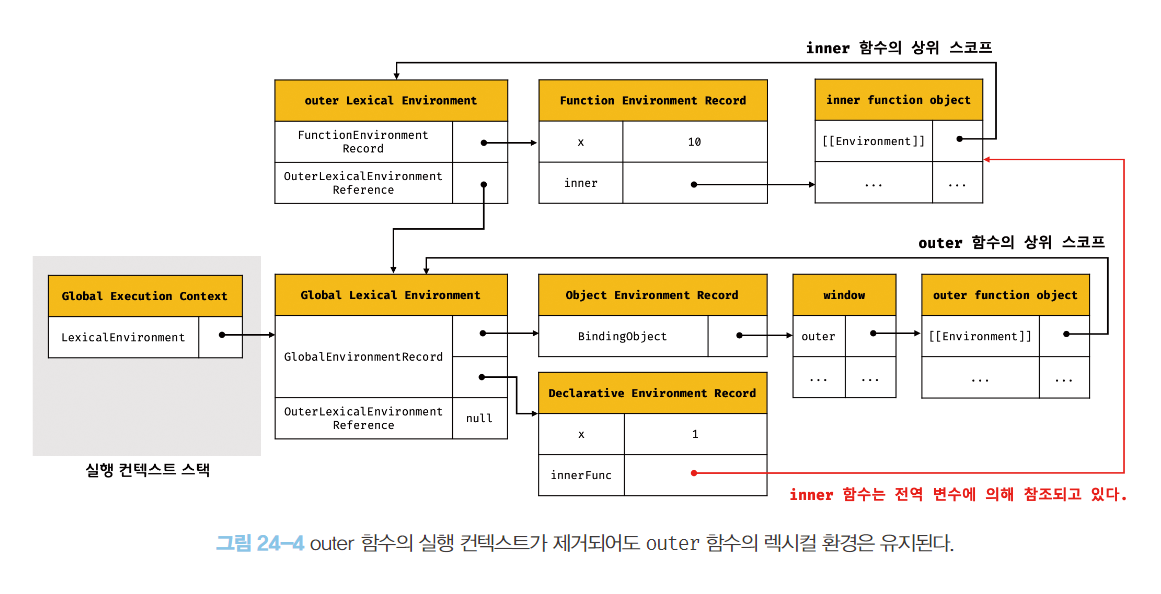 inner 함수의 상위 스코프
outer Lexical Environment
FunctionEnvironment
Record
OuterLexicalEnvironment
Reference
Function Environment Record
x
10
inner
inner function object
[[Environment]]
...
...
outer 함수의 상위 스코프
Global Execution Context
LexicalEnvironment
실행 컨텍스트 스택
Global Lexical Environment
GlobalEnvironmentRecord
OuterLexicalEnvironment
Reference
null
Object Environment Record
BindingObject
window
outer
...
...
outer function object
[[Environment]]
...
...
Declarative Environment Record
x
1
innerFunc
inner 함수는 전역 변수에 의해 참조되고 있다.
그림 24–4 outer 함수의 실행 컨텍스트가 제거되어도 outer 함수의 렉시컬 환경은 유지된다.